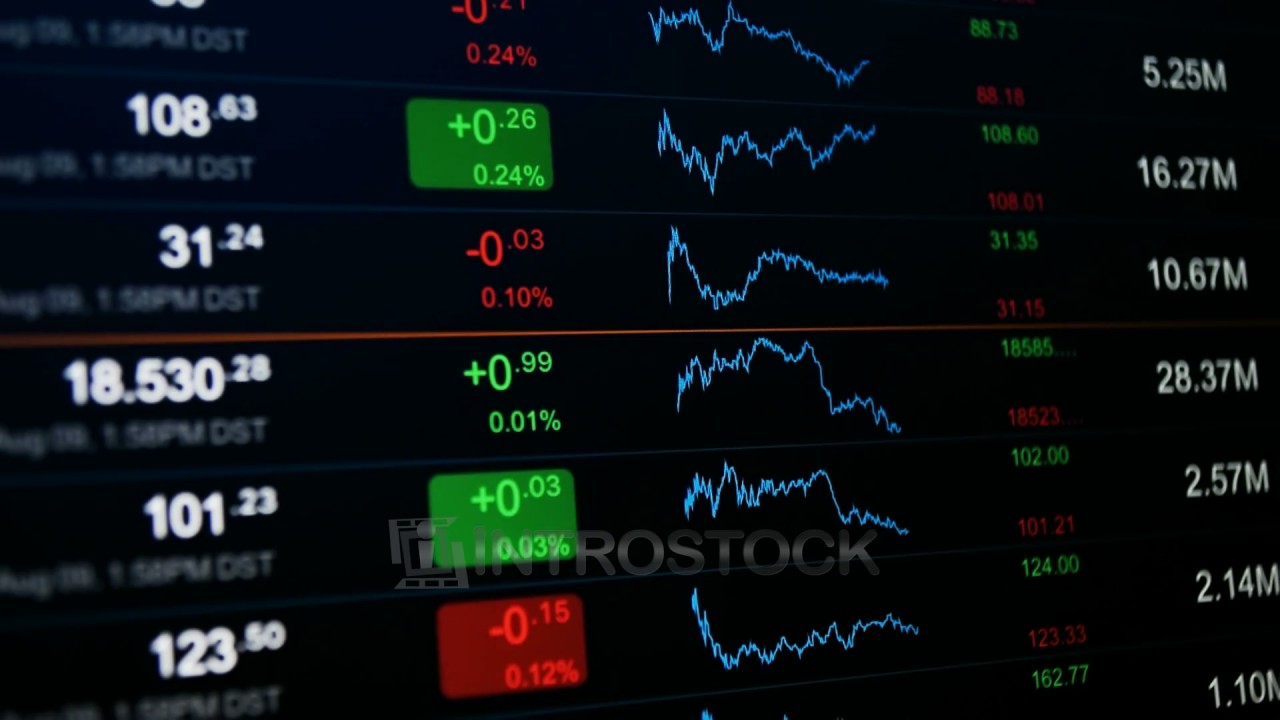 -0.21
0.24%
88.73
Aug 09, 1:58PM DST
88.18
5.25M
108.63
+0.26
108.60
Aug 09, 1:58PM DST
0.24%
108.01
16.27M
31.24
-0.03
31.35
Aug 09, 1:58PM DST
0.10%
31.15
10.67M
18.530.28
+0.99
18585....
Aug 09, 1:58PM DST
0.01%
18523....
28.37M
101.23
+0.03
102.00
Aug 09, 1:58PM DST
0.03%
101.21
2.57M
INTROSTOCK
123.50
-0.15
124.00
Aug 09, 1:58PM DST
0.12%
123.33
2.14M
162.77
1.10M